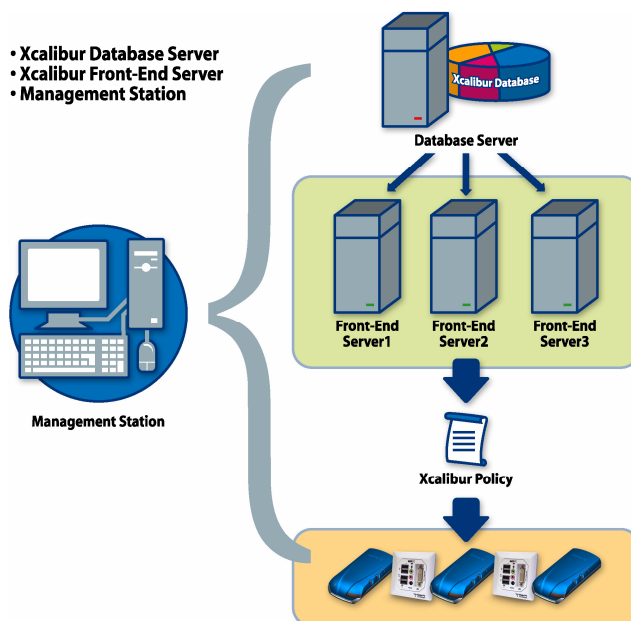 • Xcalibur Database Server
• Xcalibur Front-End Server
• Management Station
Xcalibur Database
Database Server
Front-End
Server1
Front-End
Server2
Front-End
Server3
Management Station
Xcalibur Policy